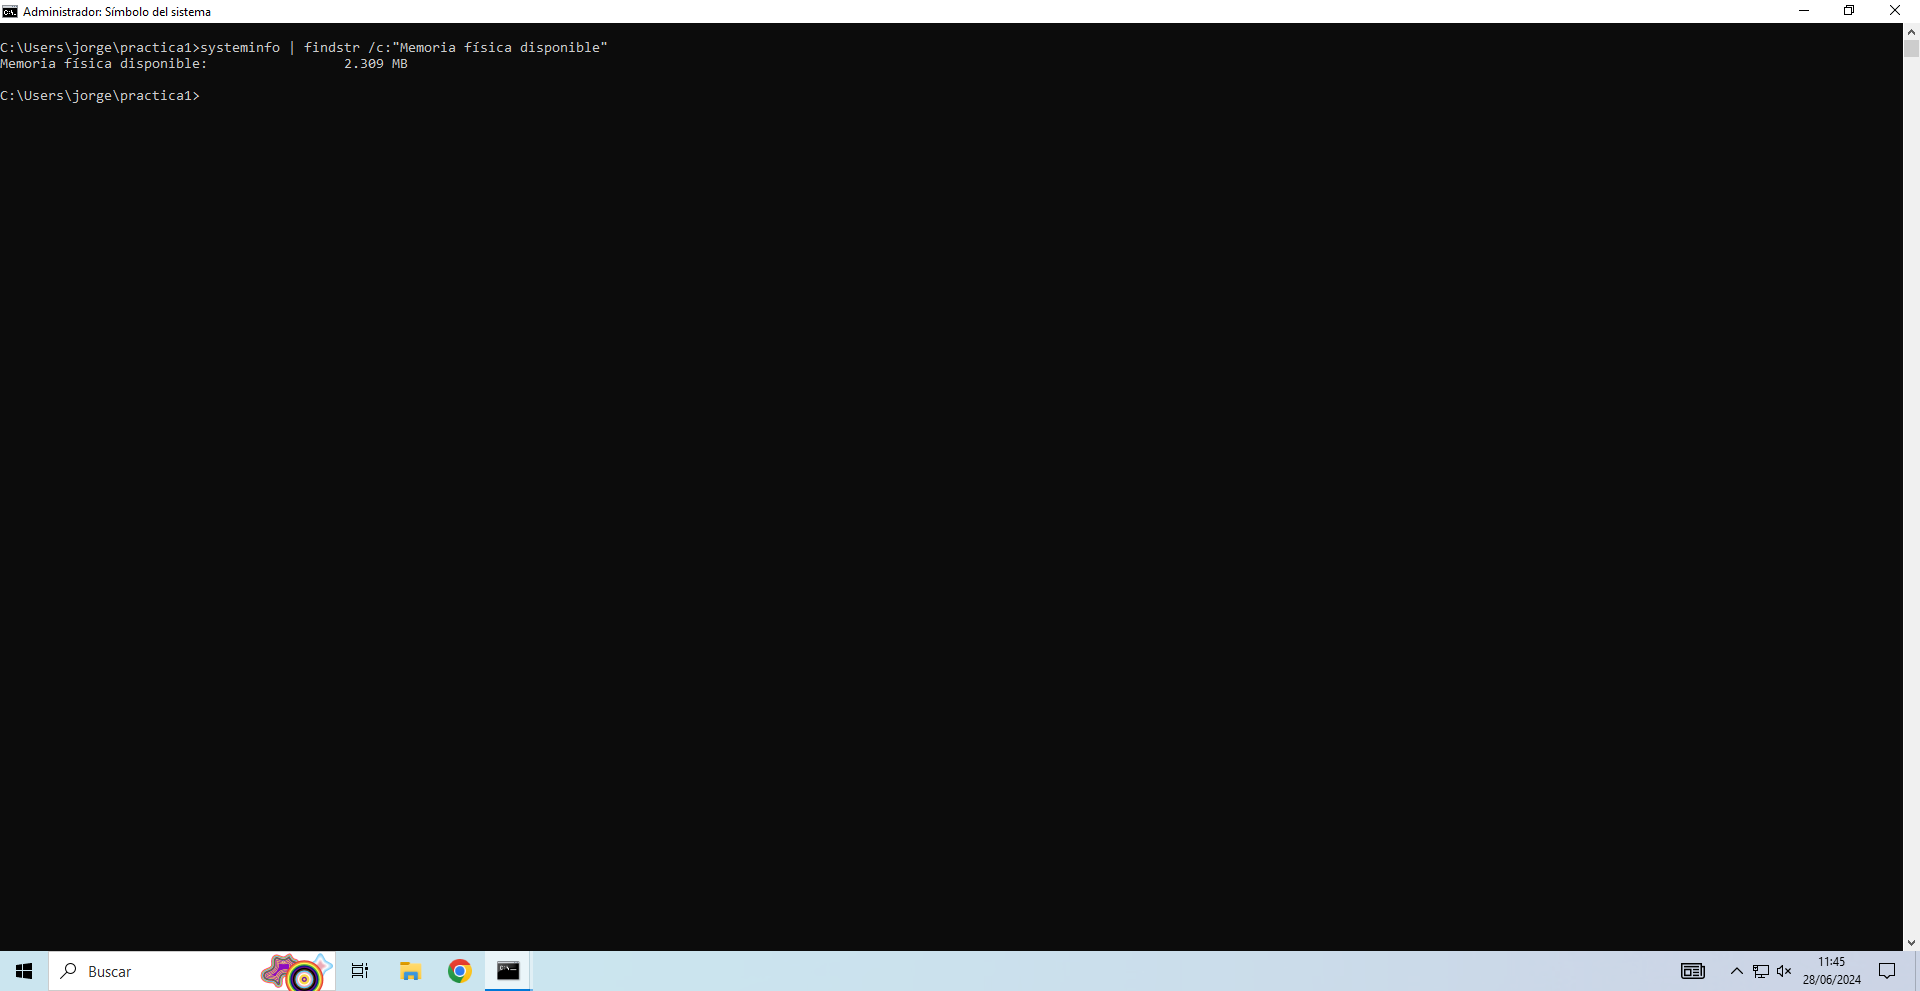 Administrador: Símbolo del sistema
C:\Users\jorge\practica1>systeminfo | findstr /c:"Memoria física disponible"
Memoria física disponible:                 2.309 MB
C:\Users\jorge\practica1>
Buscar
11:45
28/06/2024